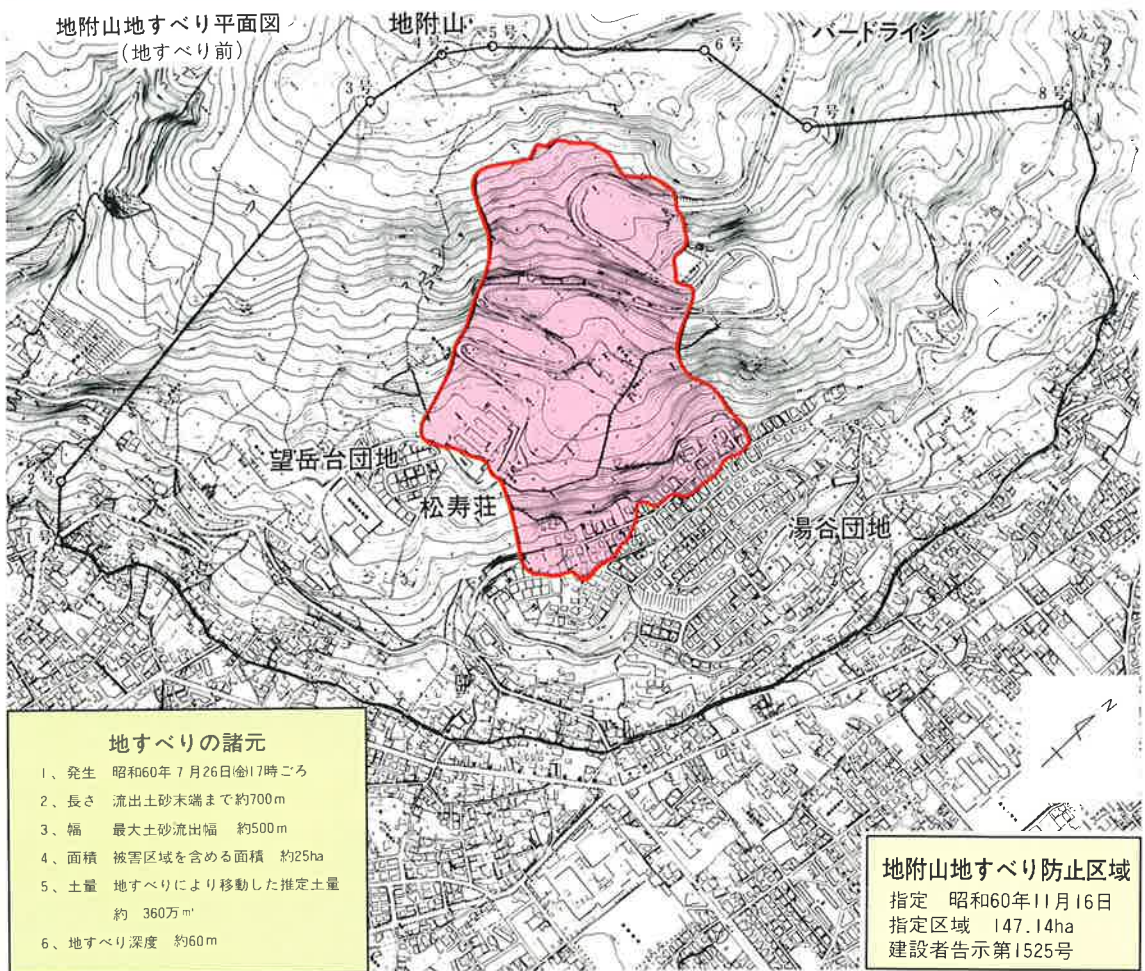 地附山地すべり平面図
(地すべり前)
地附山
バードライン
4号
5号
6号
3号
7号
8号
2号
1号
望岳台団地
松寿荘
湯谷団地
N
地すべりの諸元
1、発生 昭和60年7月26日㈮17時ごろ
2、長さ 流出土砂末端まで約700m
3、幅 最大土砂流出幅 約500m
4、面積 被害区域を含める面積 約25ha
5、土量 地すべりにより移動した推定土量
約 360万㎥
6、地すべり深度 約60m
地附山地すべり防止区域
指定 昭和60年11月16日
指定区域 147.14ha
建設者告示第1525号